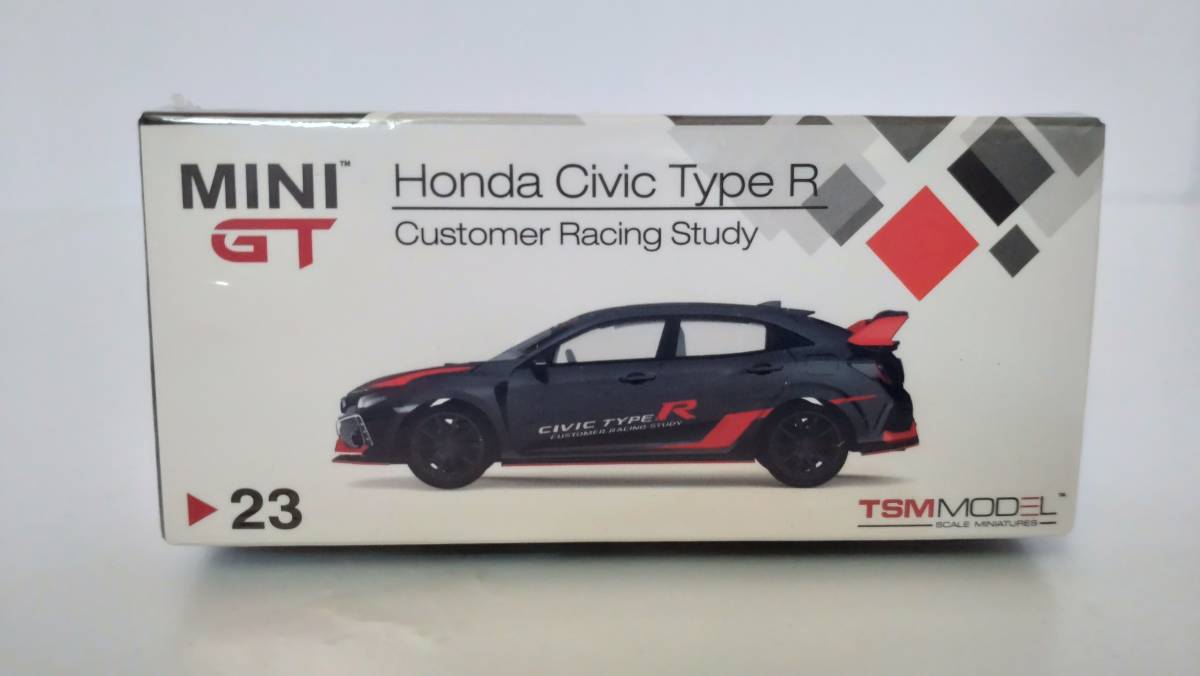 MINI™
GT
Honda Civic Type R
Customer Racing Study
CIVIC TYPE R
CUSTOMER RACING STUDY
23
TSMMODEL™
SCALE MINIATURES